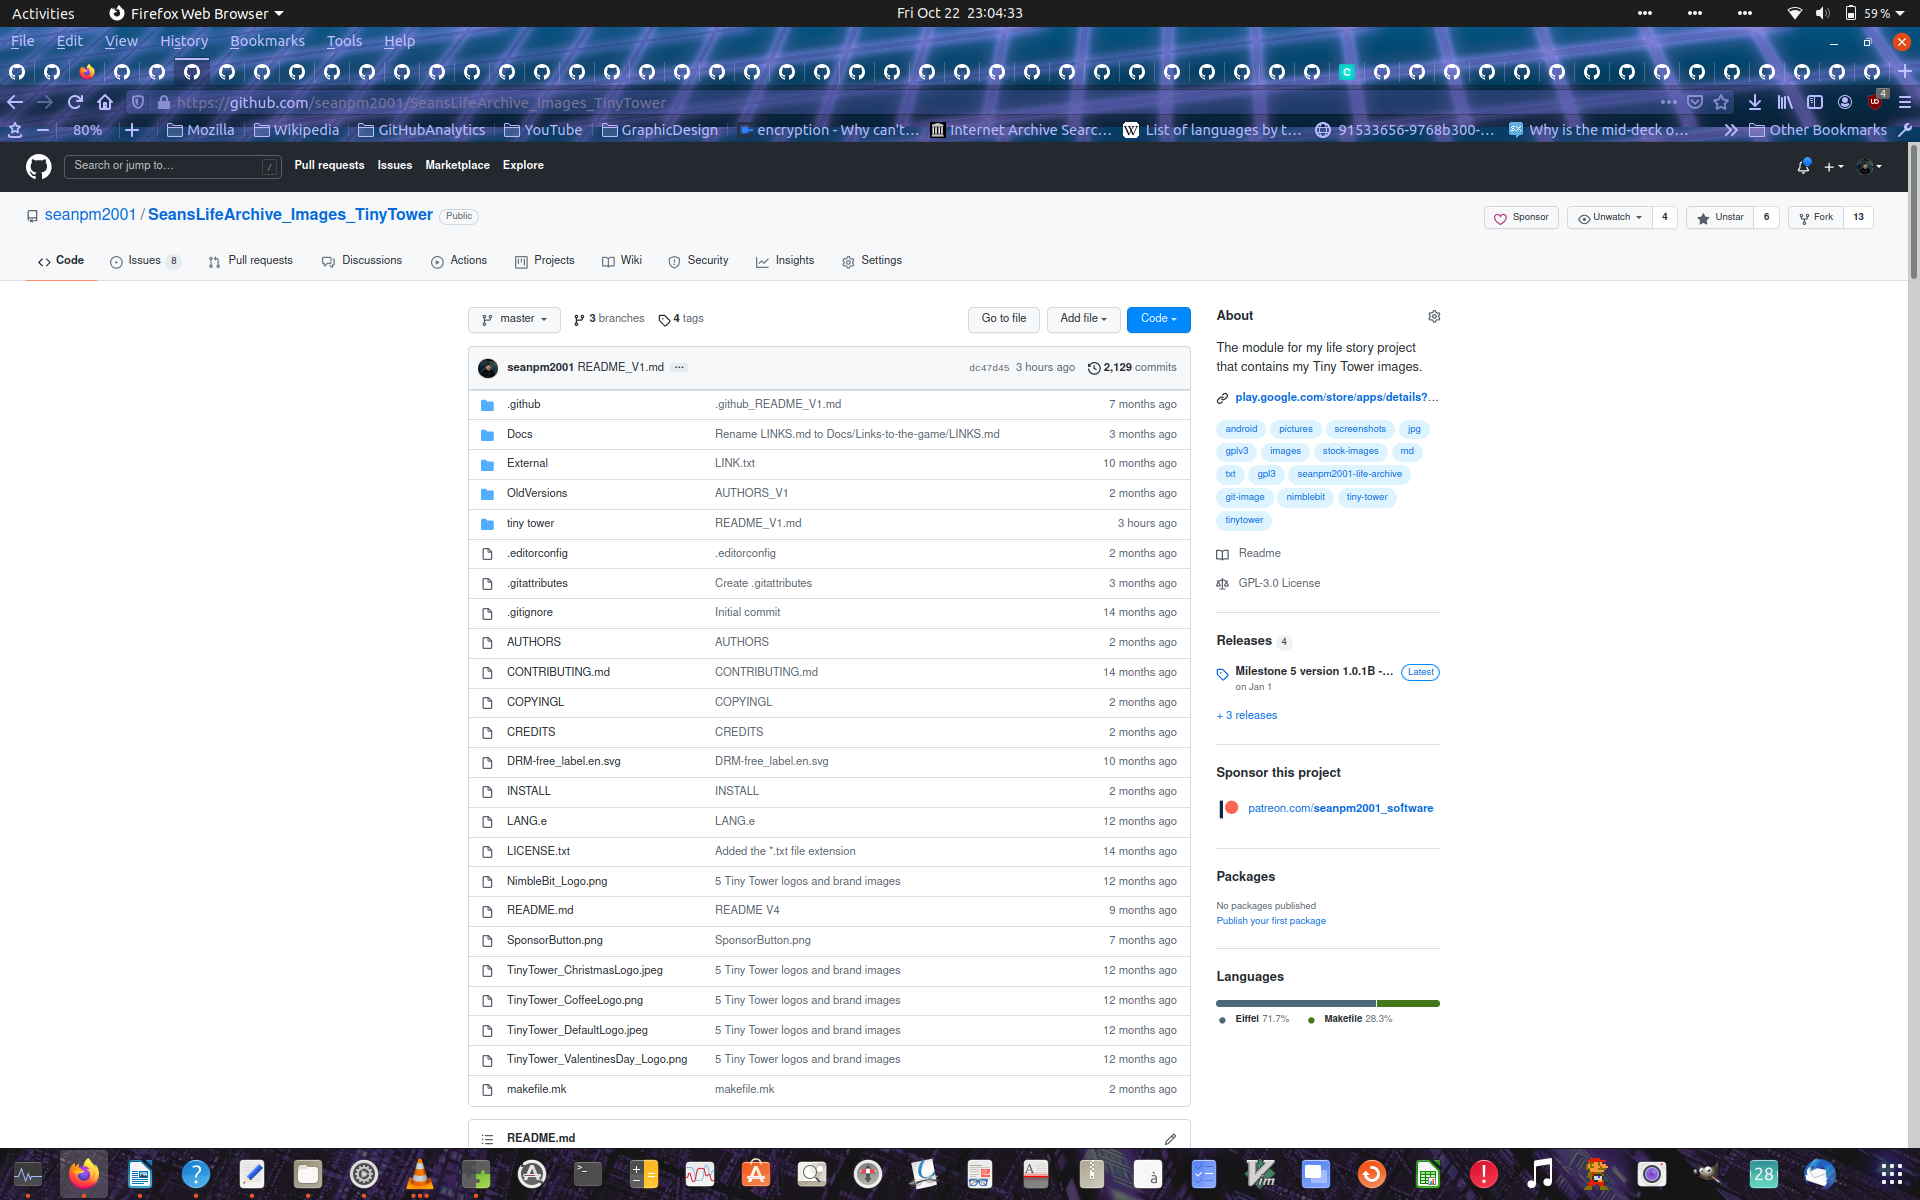 Activities Firefox Web Browser Fri Oct 22 23:04:33 59 %
File Edit View History Bookmarks Tools Help
https://github.com/seanpm2001/SeansLifeArchive_Images_TinyTower 4
80% Mozilla Wikipedia GitHubAnalytics YouTube GraphicDesign encryption - Why can't… Internet Archive Searc… List of languages by t… 91533656-9768b300-… Why is the mid-deck o… Other Bookmarks
Search or jump to… / Pull requests Issues Marketplace Explore
seanpm2001 / SeansLifeArchive_Images_TinyTower Public Sponsor Unwatch 4 Unstar 6 Fork 13
Code Issues 8 Pull requests Discussions Actions Projects Wiki Security Insights Settings
master 3 branches 4 tags Go to file Add file Code
seanpm2001 README_V1.md ... dc47d45 3 hours ago 2,129 commits
.github .github_README_V1.md 7 months ago
Docs Rename LINKS.md to Docs/Links-to-the-game/LINKS.md 3 months ago
External LINK.txt 10 months ago
OldVersions AUTHORS_V1 2 months ago
tiny tower README_V1.md 3 hours ago
.editorconfig .editorconfig 2 months ago
.gitattributes Create .gitattributes 3 months ago
.gitignore Initial commit 14 months ago
AUTHORS AUTHORS 2 months ago
CONTRIBUTING.md CONTRIBUTING.md 14 months ago
COPYINGL COPYINGL 2 months ago
CREDITS CREDITS 2 months ago
DRM-free_label.en.svg DRM-free_label.en.svg 10 months ago
INSTALL INSTALL 2 months ago
LANG.e LANG.e 12 months ago
LICENSE.txt Added the *.txt file extension 14 months ago
NimbleBit_Logo.png 5 Tiny Tower logos and brand images 12 months ago
README.md README V4 9 months ago
SponsorButton.png SponsorButton.png 7 months ago
TinyTower_ChristmasLogo.jpeg 5 Tiny Tower logos and brand images 12 months ago
TinyTower_CoffeeLogo.png 5 Tiny Tower logos and brand images 12 months ago
TinyTower_DefaultLogo.jpeg 5 Tiny Tower logos and brand images 12 months ago
TinyTower_ValentinesDay_Logo.png 5 Tiny Tower logos and brand images 12 months ago
makefile.mk makefile.mk 2 months ago
README.md
About
The module for my life story project
that contains my Tiny Tower images.
play.google.com/store/apps/details?…
android pictures screenshots jpg
gplv3 images stock-images md
txt gpl3 seanpm2001-life-archive
git-image nimblebit tiny-tower
tinytower
Readme
GPL-3.0 License
Releases 4
Milestone 5 version 1.0.1B -… Latest
on Jan 1
+ 3 releases
Sponsor this project
patreon.com/seanpm2001_software
Packages
No packages published
Publish your first package
Languages
Eiffel 71.7% Makefile 28.3%
28